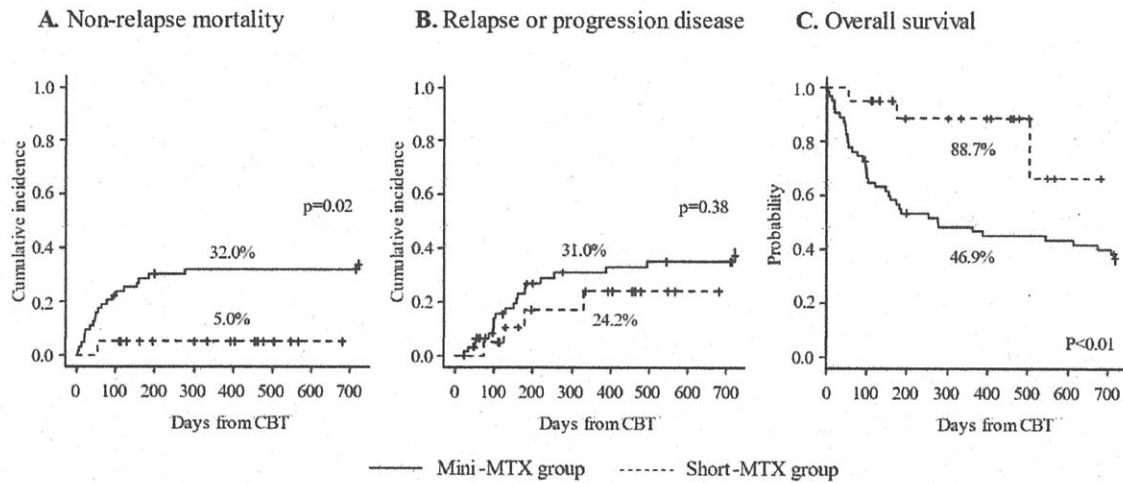 A. Non-relapse mortality
Cumulative incidence
1.0
0.8
0.6
0.4
0.2
0.0
p=0.02
32.0%
5.0%
0 100 200 300 400 500 600 700
Days from CBT
B. Relapse or progression disease
Cumulative incidence
1.0
0.8
0.6
0.4
0.2
0.0
p=0.38
31.0%
24.2%
0 100 200 300 400 500 600 700
Days from CBT
C. Overall survival
Probability
1.0
0.8
0.6
0.4
0.2
0.0
88.7%
46.9%
P<0.01
0 100 200 300 400 500 600 700
Days from CBT
Mini-MTX group Short-MTX group